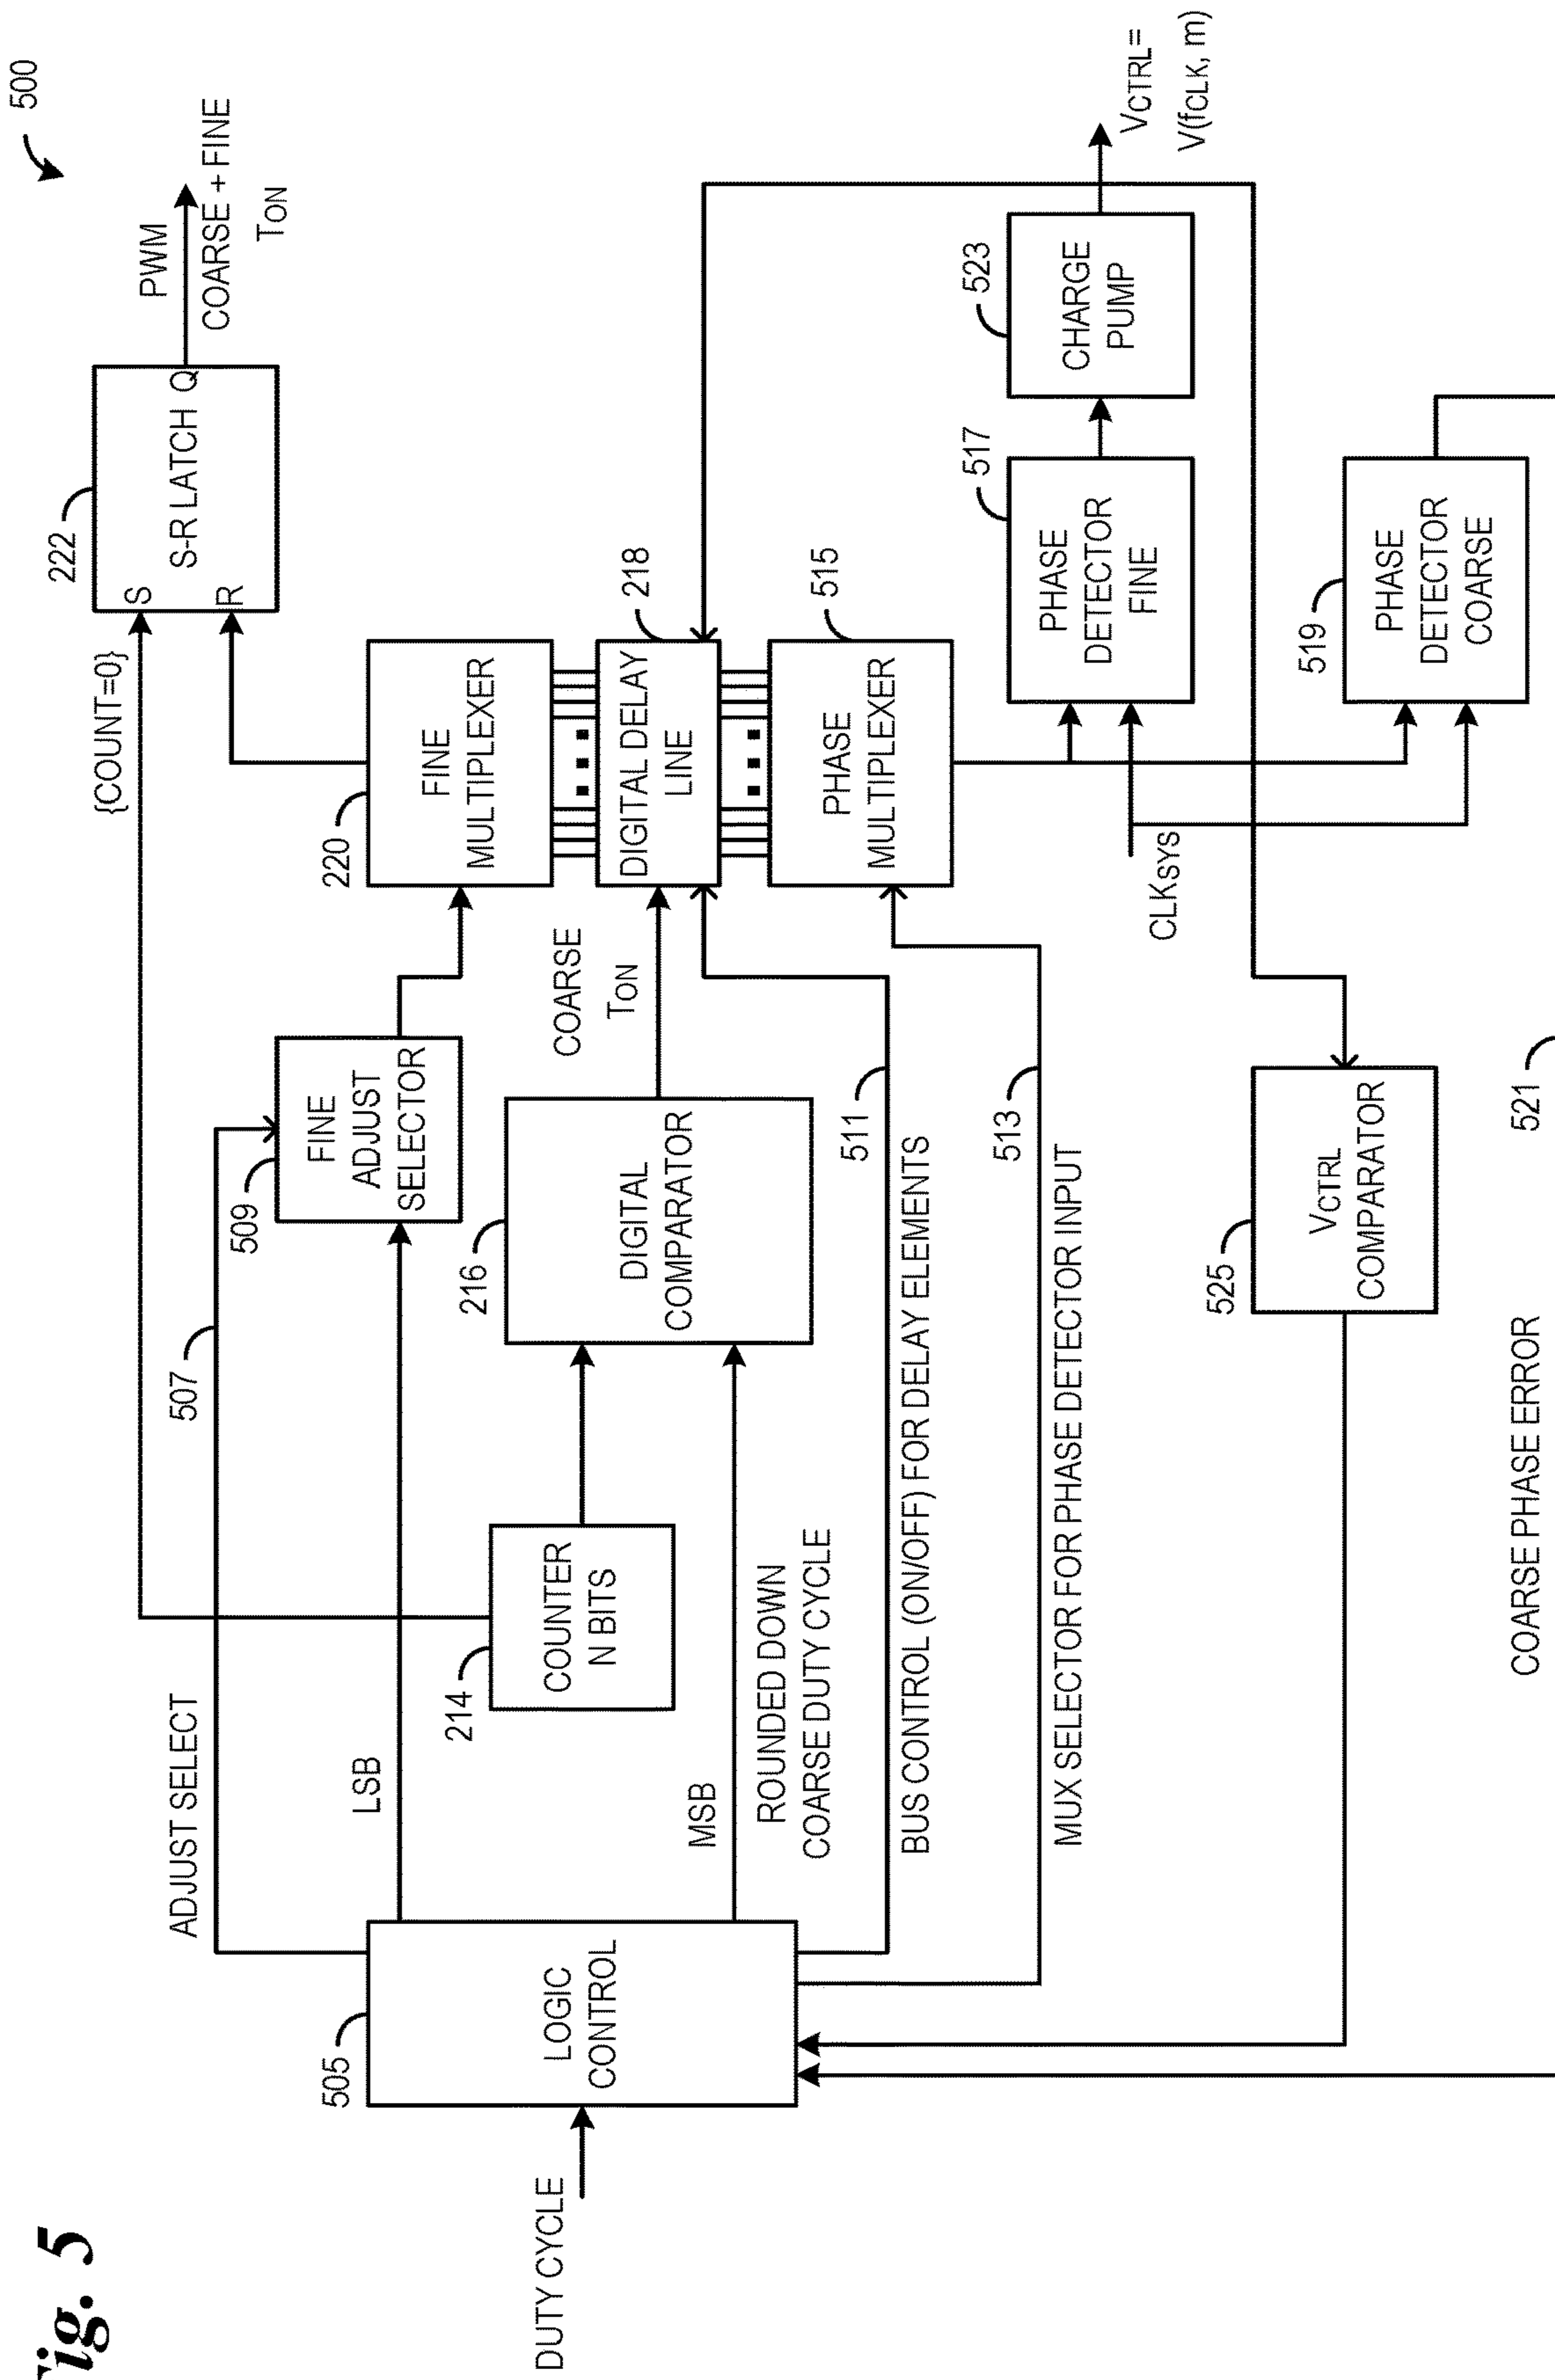 Fig. 5
500
DUTY CYCLE
505
LOGIC
CONTROL
ADJUST SELECT
507
LSB
MSB
ROUNDED DOWN
COARSE DUTY CYCLE
214
COUNTER
N BITS
{COUNT=0}
509
FINE
ADJUST
SELECTOR
216
DIGITAL
COMPARATOR
COARSE
TON
511
BUS CONTROL (ON/OFF) FOR DELAY ELEMENTS
513
MUX SELECTOR FOR PHASE DETECTOR INPUT
222
S
R
S-R LATCH Q
PWM
COARSE + FINE
TON
220
FINE
MULTIPLEXER
218
DIGITAL DELAY
LINE
515
PHASE
MULTIPLEXER
CLKSYS
517
PHASE
DETECTOR
FINE
523
CHARGE
PUMP
VCTRL=
V(fCLK, m)
519
PHASE
DETECTOR
COARSE
525
VCTRL
COMPARATOR
521
COARSE PHASE ERROR